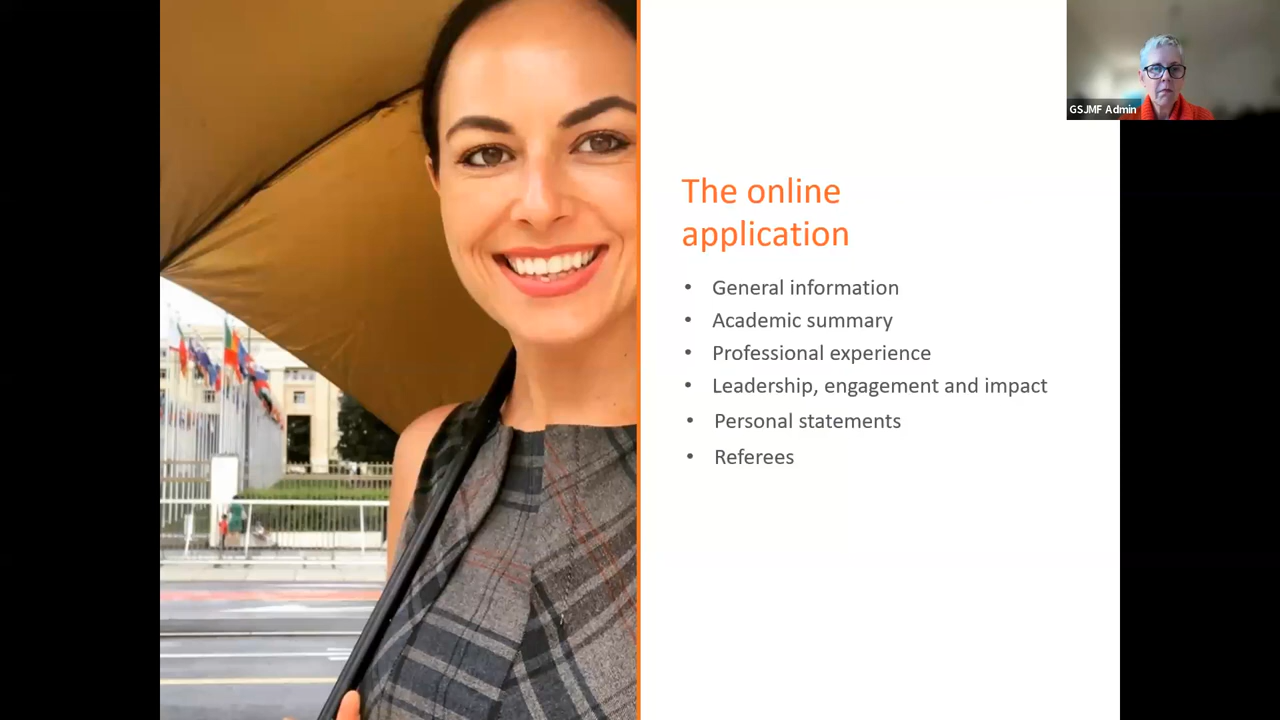 GSJMF Admin
The online
application
• General information
• Academic summary
• Professional experience
• Leadership, engagement and impact
• Personal statements
• Referees